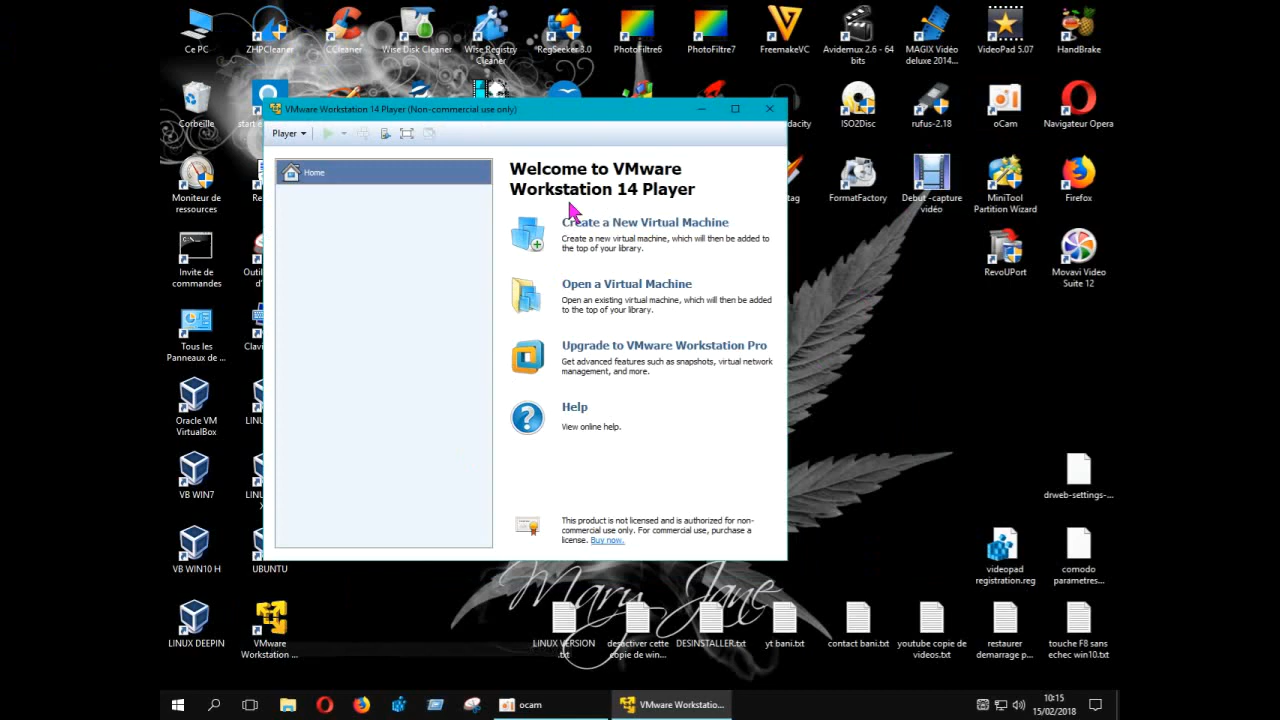 Ce PC
ZHPCleaner
CCleaner
Wise Disk Cleaner
Wise Registry
Cleaner
RegSeeker 3.0
PhotoFiltre6
PhotoFiltre7
FreemakeVC
Avidemux 2.6 - 64
bits
MAGIX Vidéo
deluxe 2014...
VideoPad 5.07
HandBrake
Corbeille
ISO2Disc
rufus-2.18
oCam
Navigateur Opera
VMware Workstation 14 Player (Non-commercial use only)
Player
Home
Welcome to VMware
Workstation 14 Player
Create a New Virtual Machine
Create a new virtual machine, which will then be added to
the top of your library.
Open a Virtual Machine
Open an existing virtual machine, which will then be added
to the top of your library.
Upgrade to VMware Workstation Pro
Get advanced features such as snapshots, virtual network
management, and more.
Help
View online help.
This product is not licensed and is authorized for non-
commercial use only. For commercial use, purchase a
license. Buy now.
Moniteur de
ressources
FormatFactory
Debut -capture
vidéo
MiniTool
Partition Wizard
Firefox
Invite de
commandes
RevoUPort
Movavi Video
Suite 12
Tous les
Panneaux de ...
Oracle VM
VirtualBox
VB WIN7
drweb-settings-...
VB WIN10 H
UBUNTU
videopad
registration.reg
comodo
parametres...
Mary Jane
LINUX DEEPIN
VMware
Workstation ...
LINUX VERSION
.txt
desactiver cette
copie de win...
DESINSTALLER.txt
yt bani.txt
contact bani.txt
youtube copie de
videos.txt
restaurer
demarrage p...
touche F8 sans
echec win10.txt
ocam
VMware Workstatio...
10:15
15/02/2018